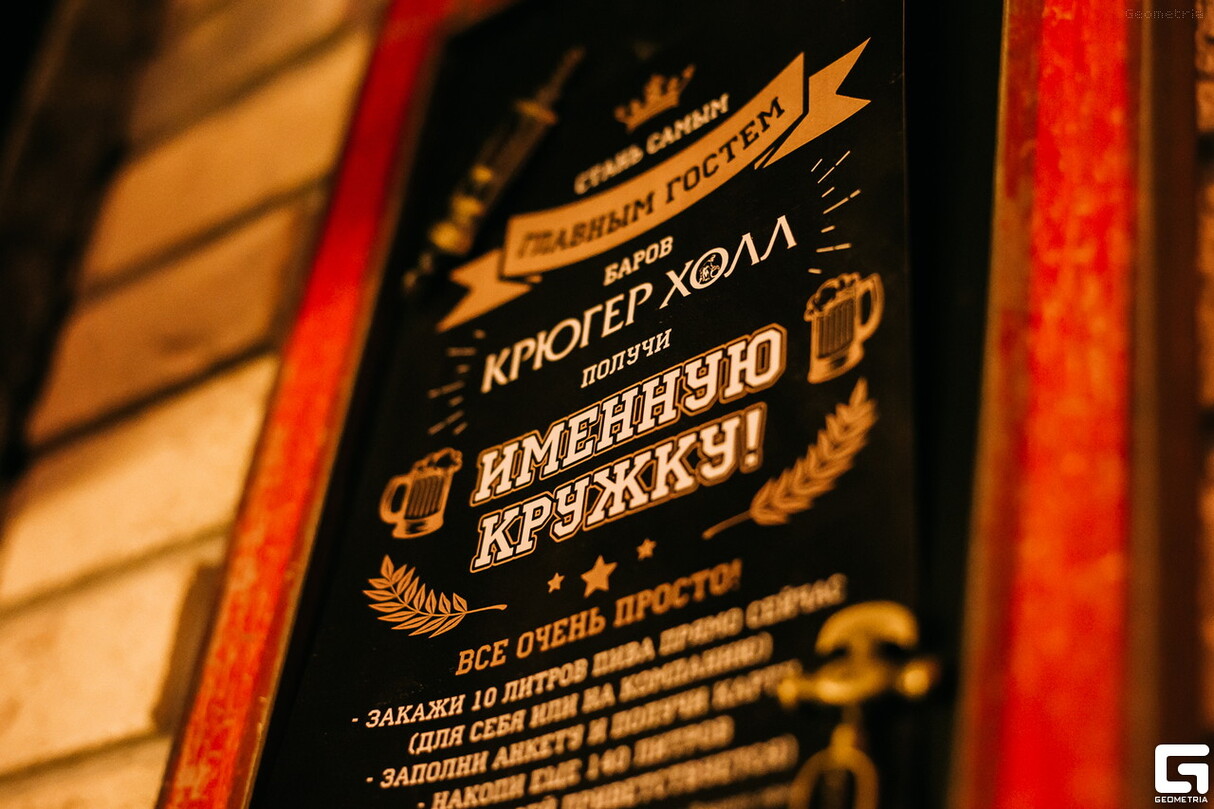 Geometria
СТАНЬ САМЫМ
ГЛАВНЫМ ГОСТЕМ
БАРОВ
КРЮГЕР ХОЛЛ
ПОЛУЧИ
ИМЕННУЮ
КРУЖКУ!
ВСЕ ОЧЕНЬ ПРОСТО!
- ЗАКАЖИ 10 ЛИТРОВ ПИВА ПРЯМО СЕЙЧАС
(ДЛЯ СЕБЯ ИЛИ НА КОМПАНИЮ)
- ЗАПОЛНИ АНКЕТУ И ПОЛУЧИ КАРТУ
- НАКОПИ ЕЩЕ 140 ЛИТРОВ
GEOMETRIA